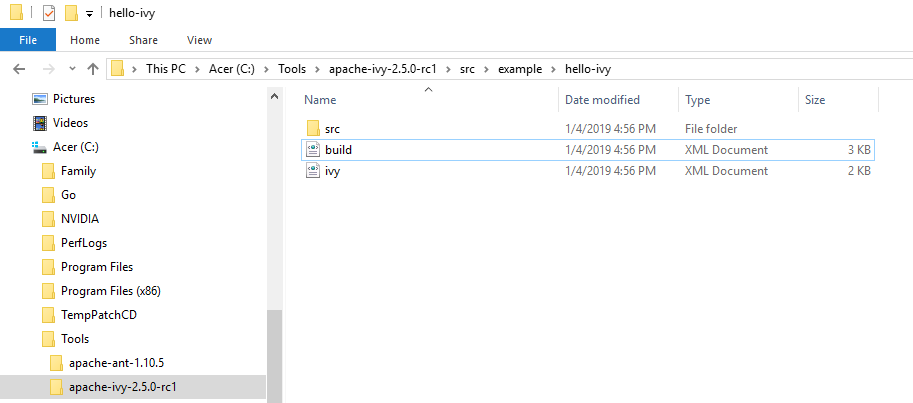 hello-ivy
File Home Share View
This PC Acer (C:) Tools apache-ivy-2.5.0-rc1 src example hello-ivy
Pictures
Videos
Acer (C:)
Family
Go
NVIDIA
PerfLogs
Program Files
Program Files (x86)
TempPatchCD
Tools
apache-ant-1.10.5
apache-ivy-2.5.0-rc1
Name Date modified Type Size
src 1/4/2019 4:56 PM File folder
build 1/4/2019 4:56 PM XML Document 3 KB
ivy 1/4/2019 4:56 PM XML Document 2 KB